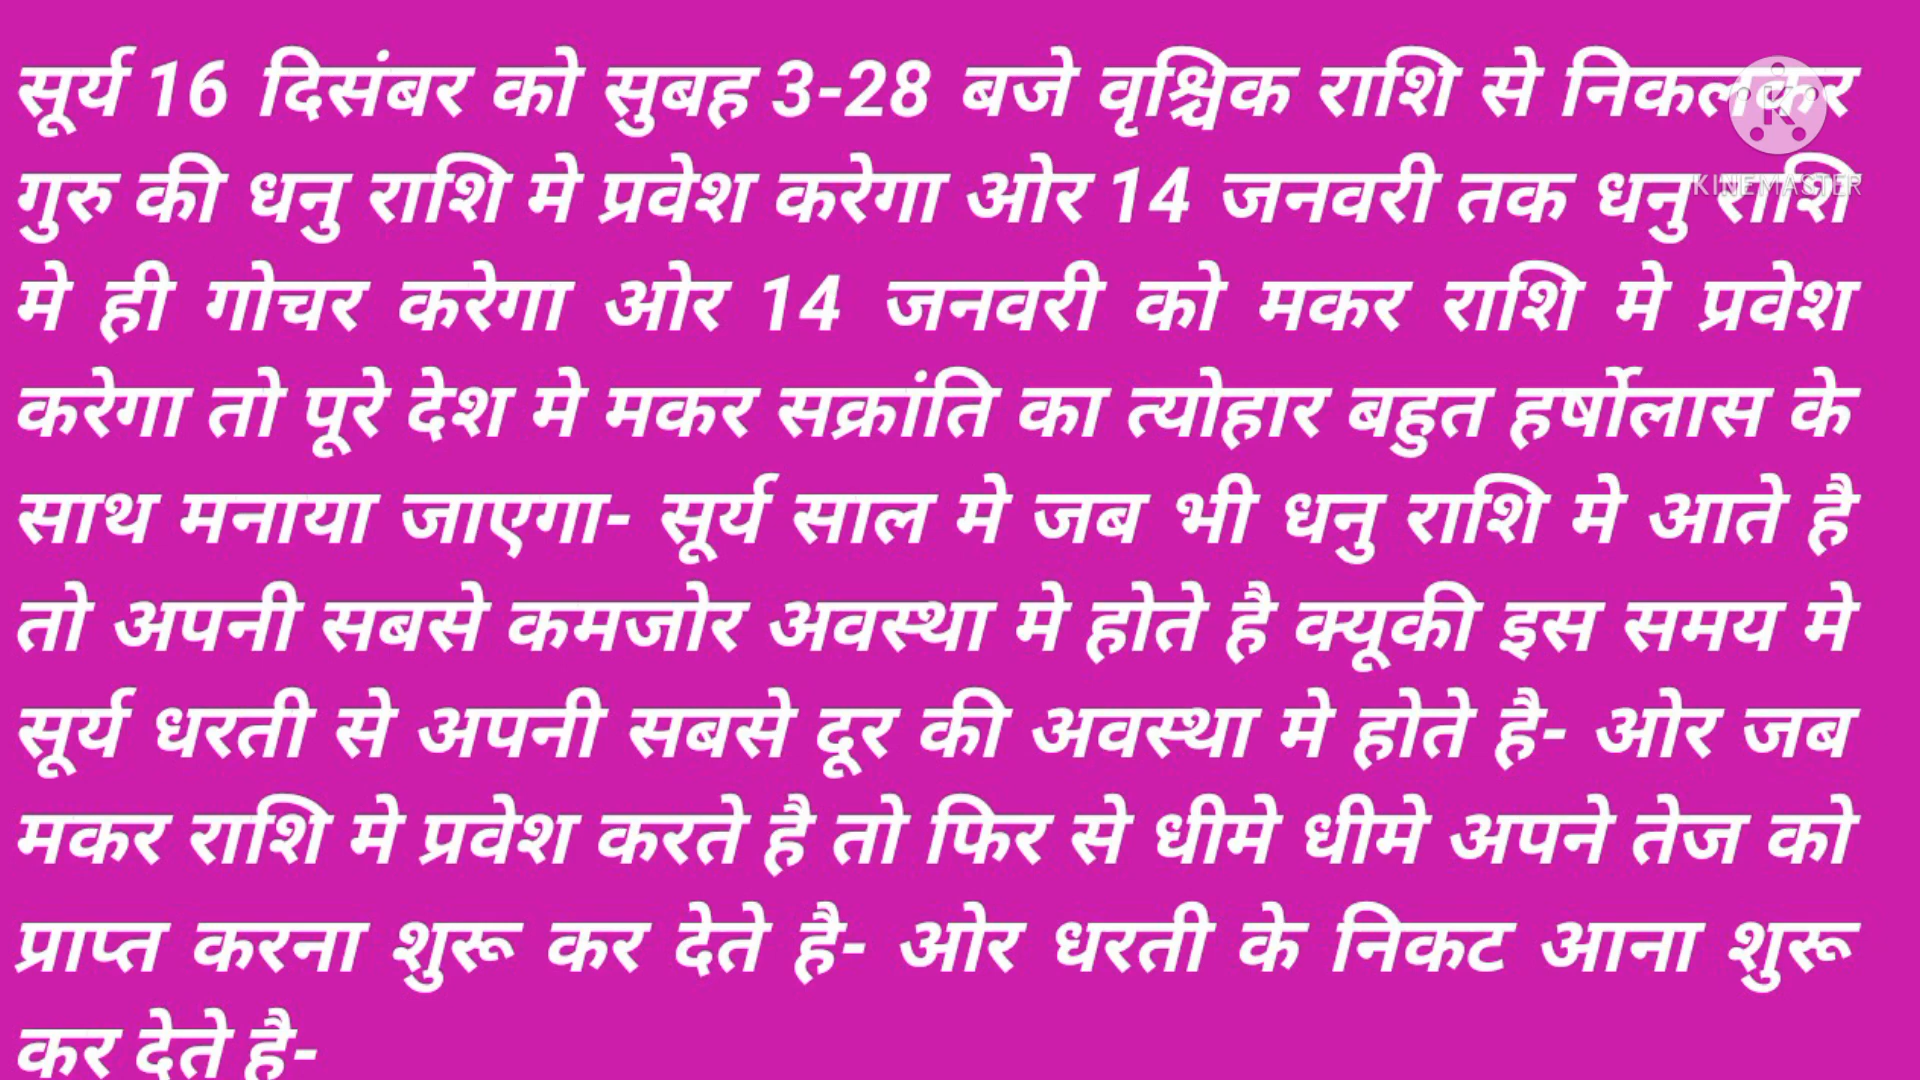 सूर्य 16 दिसंबर को सुबह 3-28 बजे वृश्चिक राशि से निकलकर
गुरु की धनु राशि मे प्रवेश करेगा ओर 14 जनवरी तक धनु राशि
मे ही गोचर करेगा ओर 14 जनवरी को मकर राशि मे प्रवेश
करेगा तो पूरे देश मे मकर सक्रांति का त्योहार बहुत हर्षोलास के
साथ मनाया जाएगा- सूर्य साल मे जब भी धनु राशि मे आते है
तो अपनी सबसे कमजोर अवस्था मे होते है क्यूकी इस समय मे
सूर्य धरती से अपनी सबसे दूर की अवस्था मे होते है- ओर जब
मकर राशि मे प्रवेश करते है तो फिर से धीमे धीमे अपने तेज को
प्राप्त करना शुरू कर देते है- ओर धरती के निकट आना शुरू
कर देते है-
K
KINEMASTER